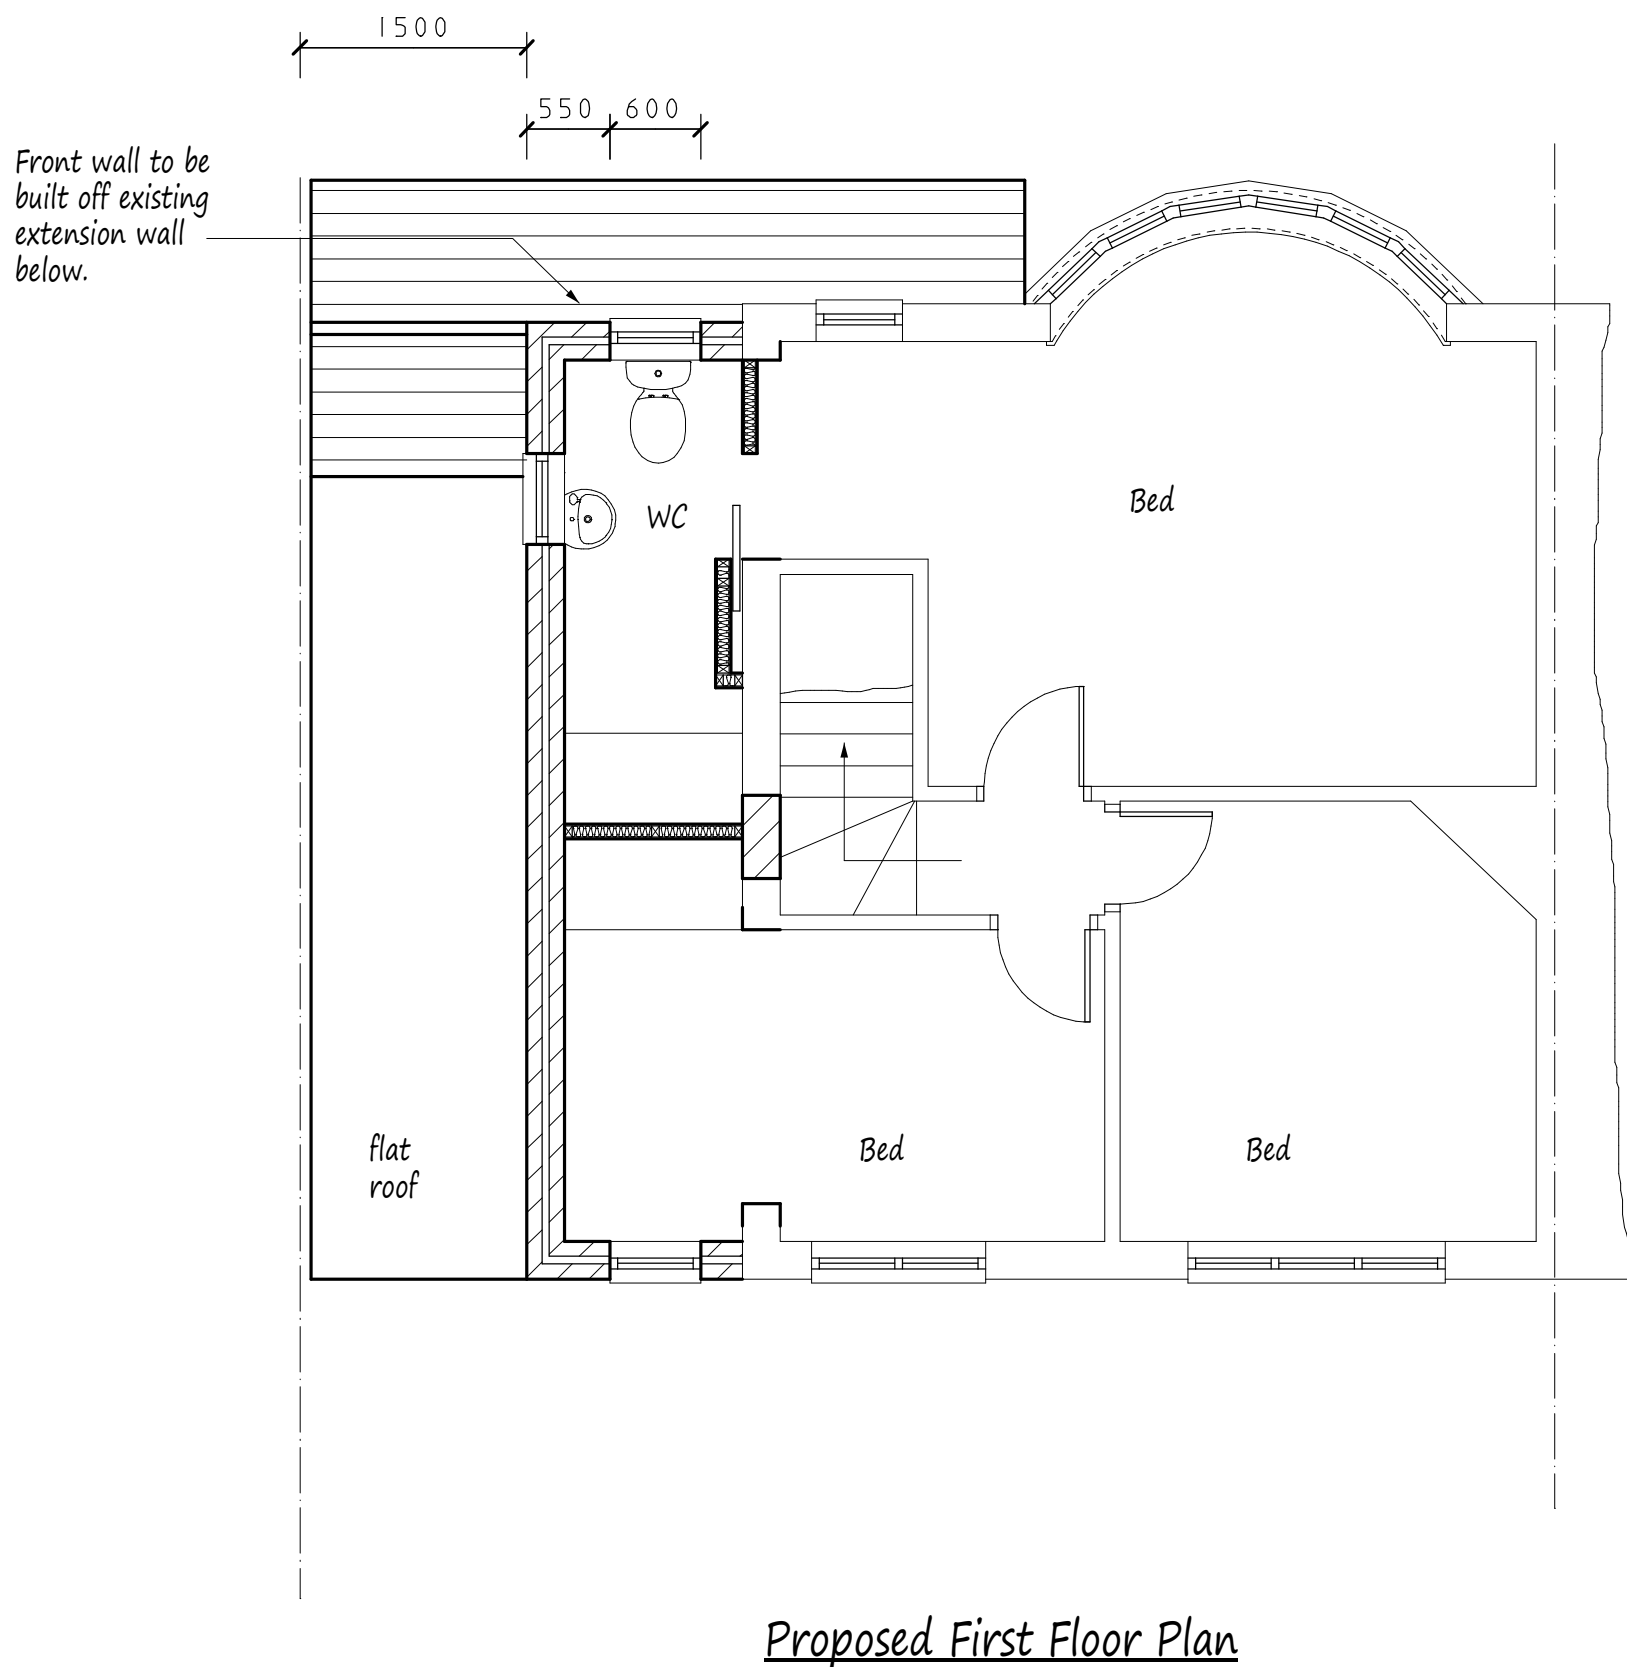 1500
550 600
Front wall to be
built off existing
extension wall
below.
WC
Bed
flat
roof
Bed
Bed
Proposed First Floor Plan